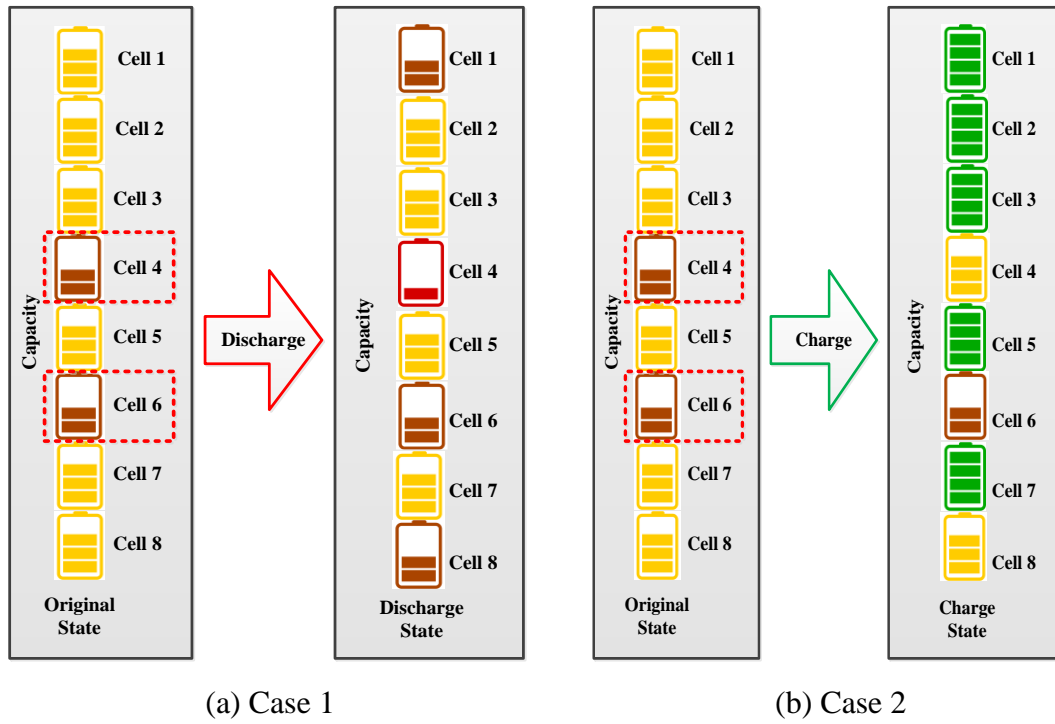 Cell 1
Cell 2
Cell 3
Cell 4
Cell 5
Cell 6
Cell 7
Cell 8
Capacity
Original
State
Discharge
Cell 1
Cell 2
Cell 3
Cell 4
Cell 5
Cell 6
Cell 7
Cell 8
Capacity
Discharge
State
(a) Case 1
Cell 1
Cell 2
Cell 3
Cell 4
Cell 5
Cell 6
Cell 7
Cell 8
Capacity
Original
State
Charge
Cell 1
Cell 2
Cell 3
Cell 4
Cell 5
Cell 6
Cell 7
Cell 8
Capacity
Charge
State
(b) Case 2